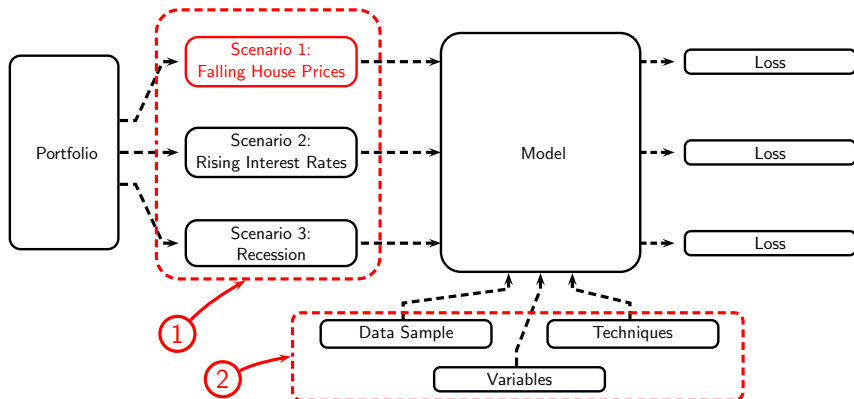 Portfolio
Scenario 1:
Falling House Prices
Scenario 2:
Rising Interest Rates
Scenario 3:
Recession
Model
Loss
Loss
Loss
1
Data Sample
Techniques
Variables
2